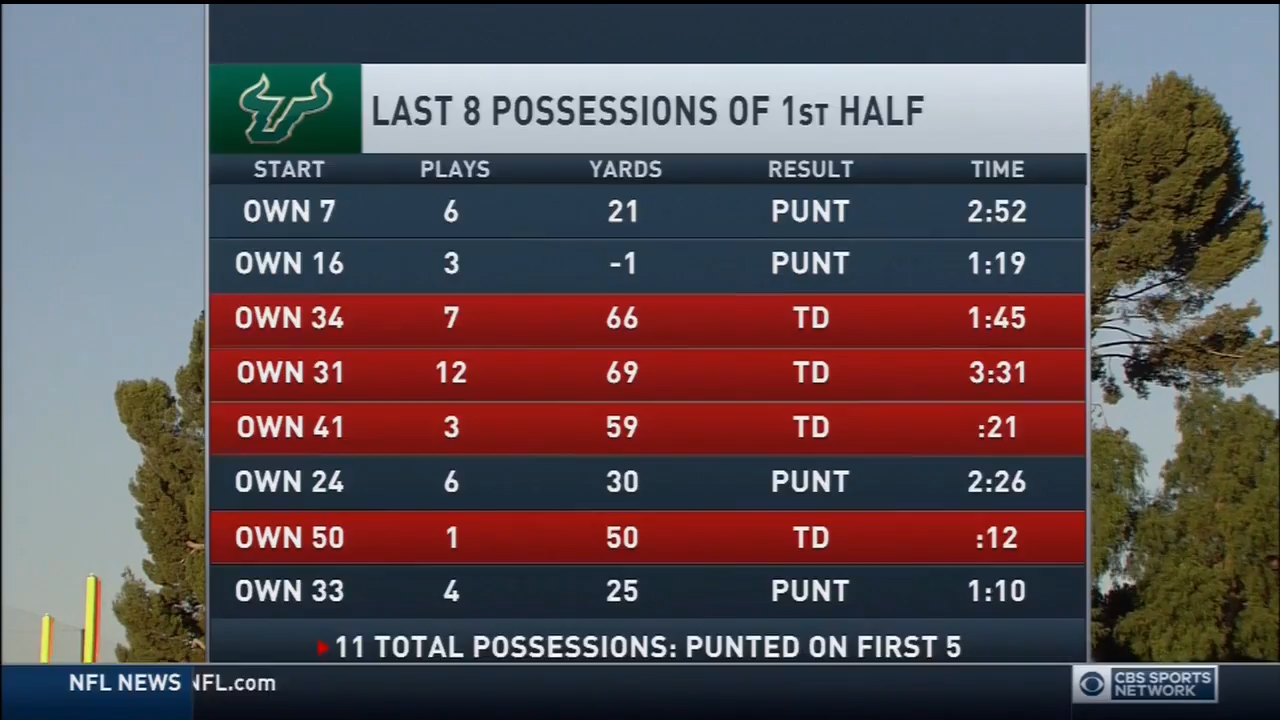 LAST 8 POSSESSIONS OF 1ST HALF
START PLAYS YARDS RESULT TIME
OWN 7 6 21 PUNT 2:52
OWN 16 3 -1 PUNT 1:19
OWN 34 7 66 TD 1:45
OWN 31 12 69 TD 3:31
OWN 41 3 59 TD :21
OWN 24 6 30 PUNT 2:26
OWN 50 1 50 TD :12
OWN 33 4 25 PUNT 1:10
11 TOTAL POSSESSIONS: PUNTED ON FIRST 5
NFL NEWS NFL.com
CBS SPORTS
NETWORK